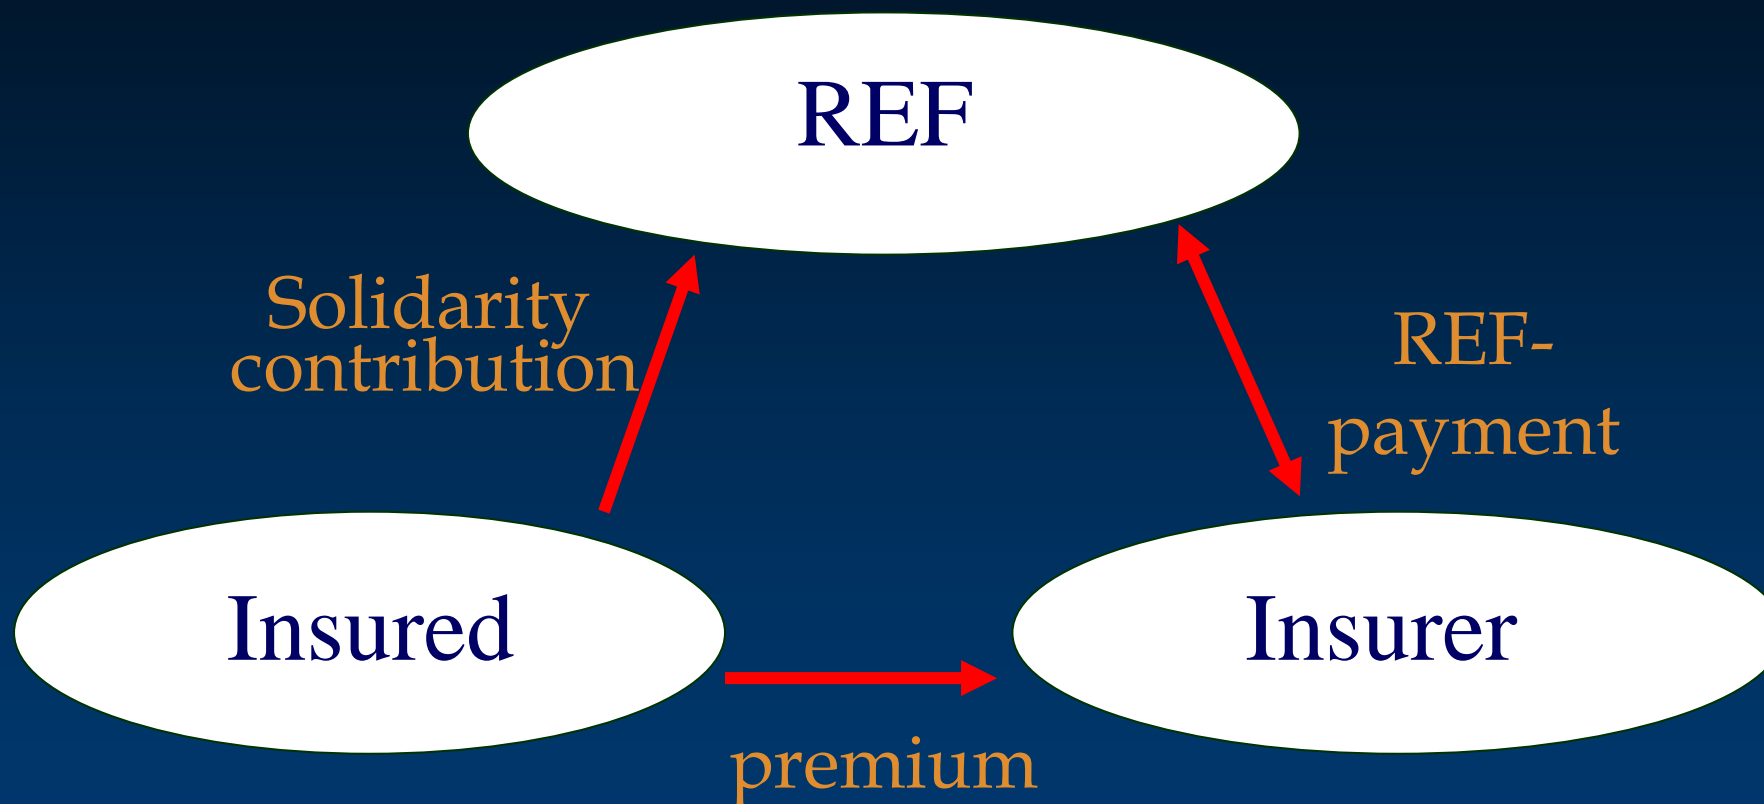 REF
Solidarity
contribution
REF-
payment
Insured
Insurer
premium